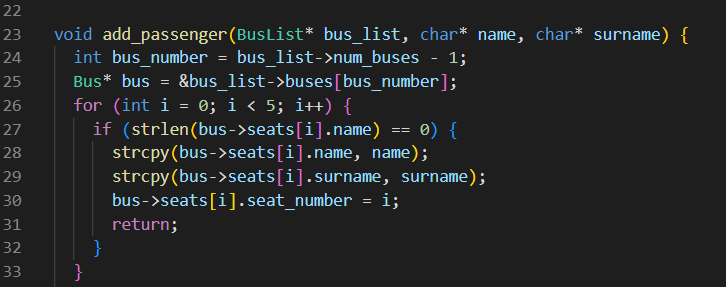 22
23 void add_passenger(BusList* bus_list, char* name, char* surname) {
24 int bus_number = bus_list->num_buses - 1;
25 Bus* bus = &bus_list->buses[bus_number];
26 for (int i = 0; i < 5; i++) {
27 if (strlen(bus->seats[i].name) == 0) {
28 strcpy(bus->seats[i].name, name);
29 strcpy(bus->seats[i].surname, surname);
30 bus->seats[i].seat_number = i;
31 return;
32 }
33 }